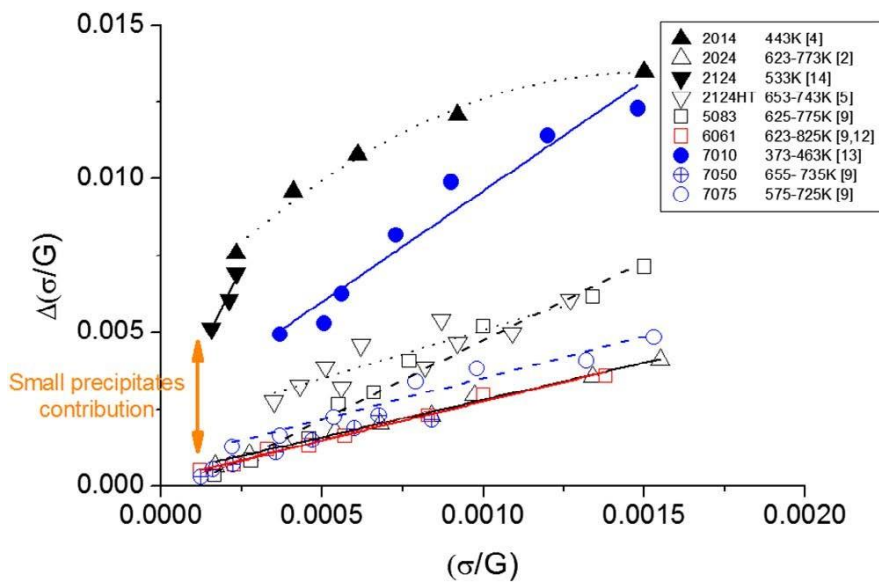 0.015
2014 443K [4]
2024 623-773K [2]
2124 533K [14]
2124HT 653-743K [5]
5083 625-775K [9]
6061 623-825K [9,12]
7010 373-463K [13]
7050 655- 735K [9]
7075 575-725K [9]
0.010
Δ(σ/G)
0.005
Small precipitates
contribution
0.000
0.0000 0.0005 0.0010 0.0015 0.0020
(σ/G)